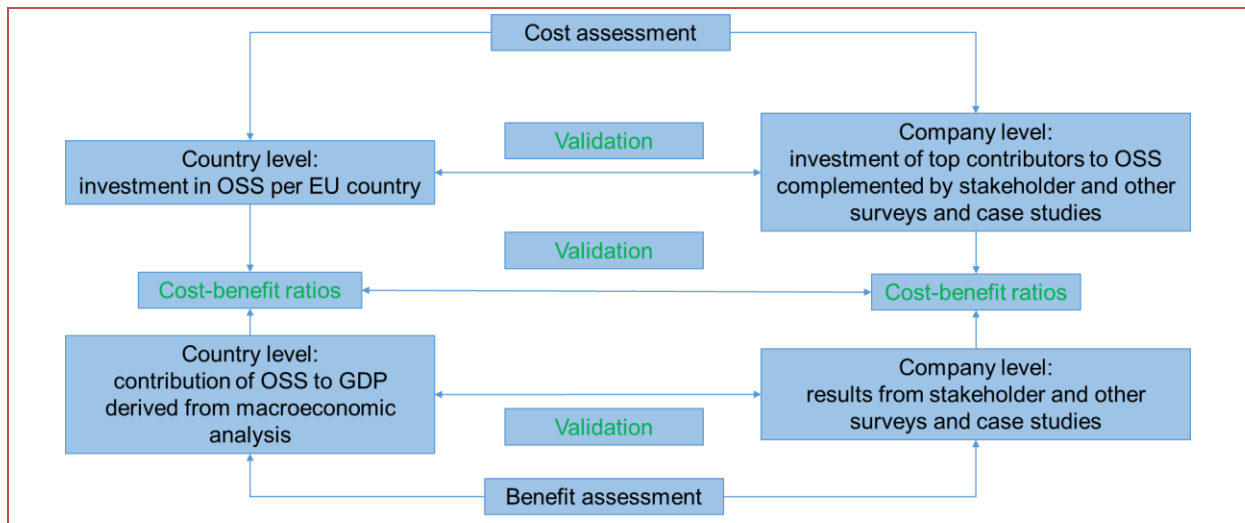 Cost assessment
Country level:
investment in OSS per EU country
Validation
Company level:
investment of top contributors to OSS
complemented by stakeholder and other
surveys and case studies
Validation
Cost-benefit ratios
Cost-benefit ratios
Country level:
contribution of OSS to GDP
derived from macroeconomic
analysis
Company level:
results from stakeholder and other
surveys and case studies
Validation
Benefit assessment